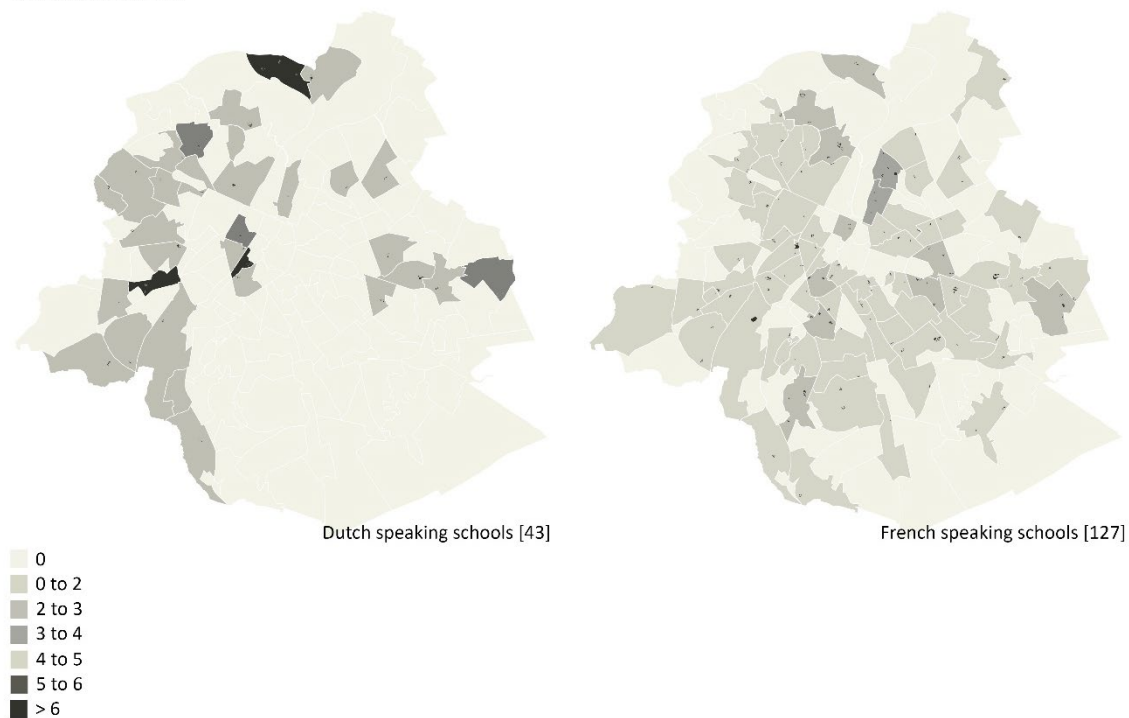 Dutch speaking schools [43]
French speaking schools [127]
0
0 to 2
2 to 3
3 to 4
4 to 5
5 to 6
> 6